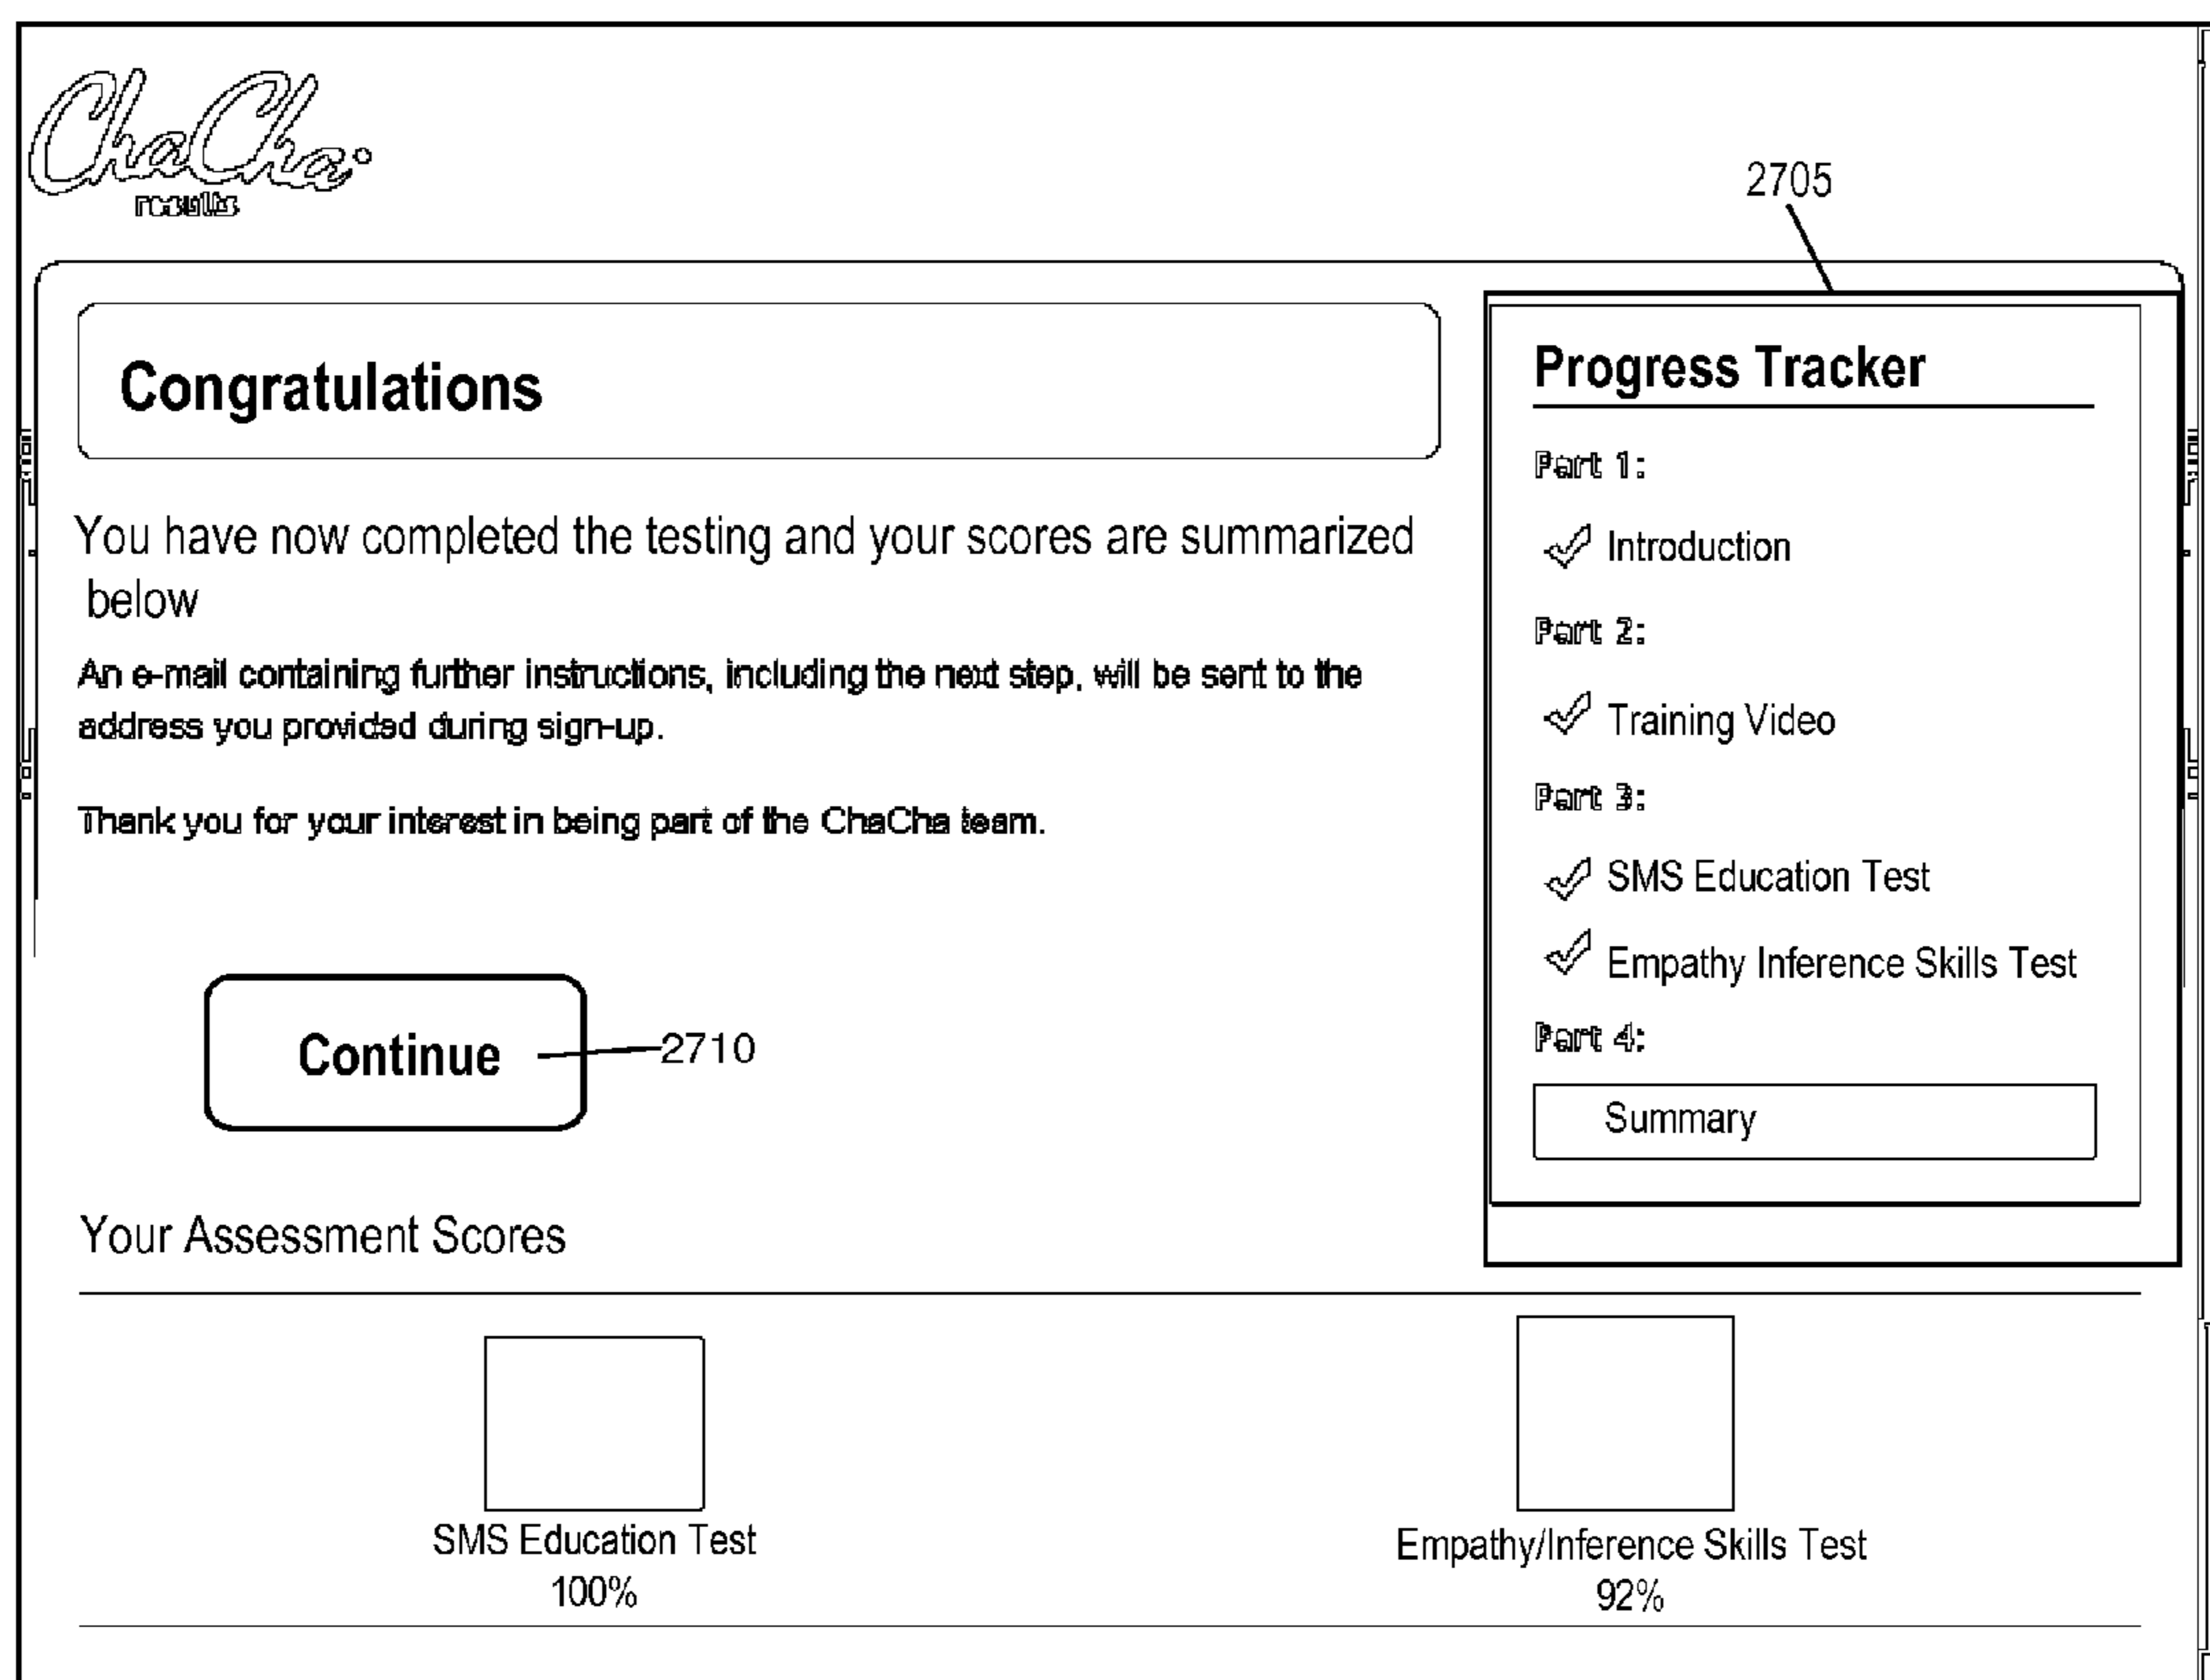 ChaCha
results
2705
Congratulations
You have now completed the testing and your scores are summarized
below
An e-mail containing further instructions, including the next step, will be sent to the
address you provided during sign-up.
Thank you for your interest in being part of the ChaCha team.
Continue
2710
Progress Tracker
Part 1:
Introduction
Part 2:
Training Video
Part 3:
SMS Education Test
Empathy Inference Skills Test
Part 4:
Summary
Your Assessment Scores
SMS Education Test
100%
Empathy/Inference Skills Test
92%